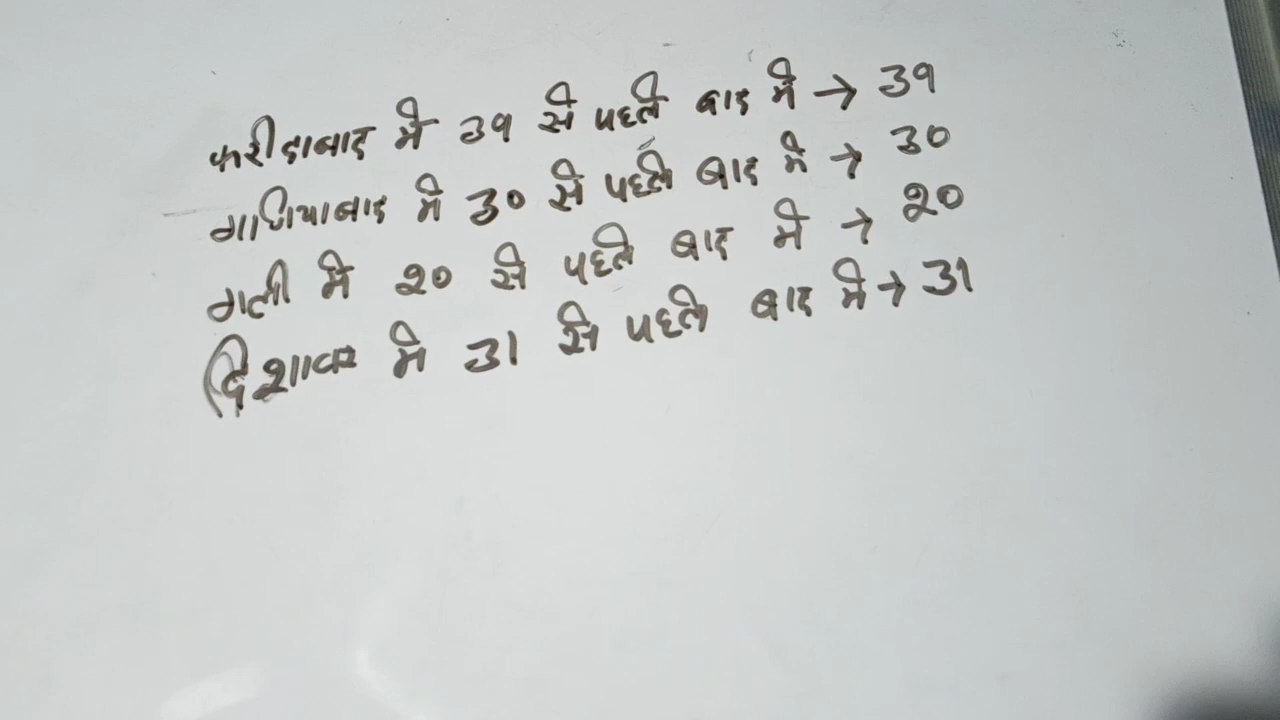 फरीदाबाद में 39 से पहले बाद में → 39
गाजियाबाद में 30 से पहले बाद में → 30
गली में 20 से पहले बाद में → 20
दिशावर में 31 से पहले बाद में → 31